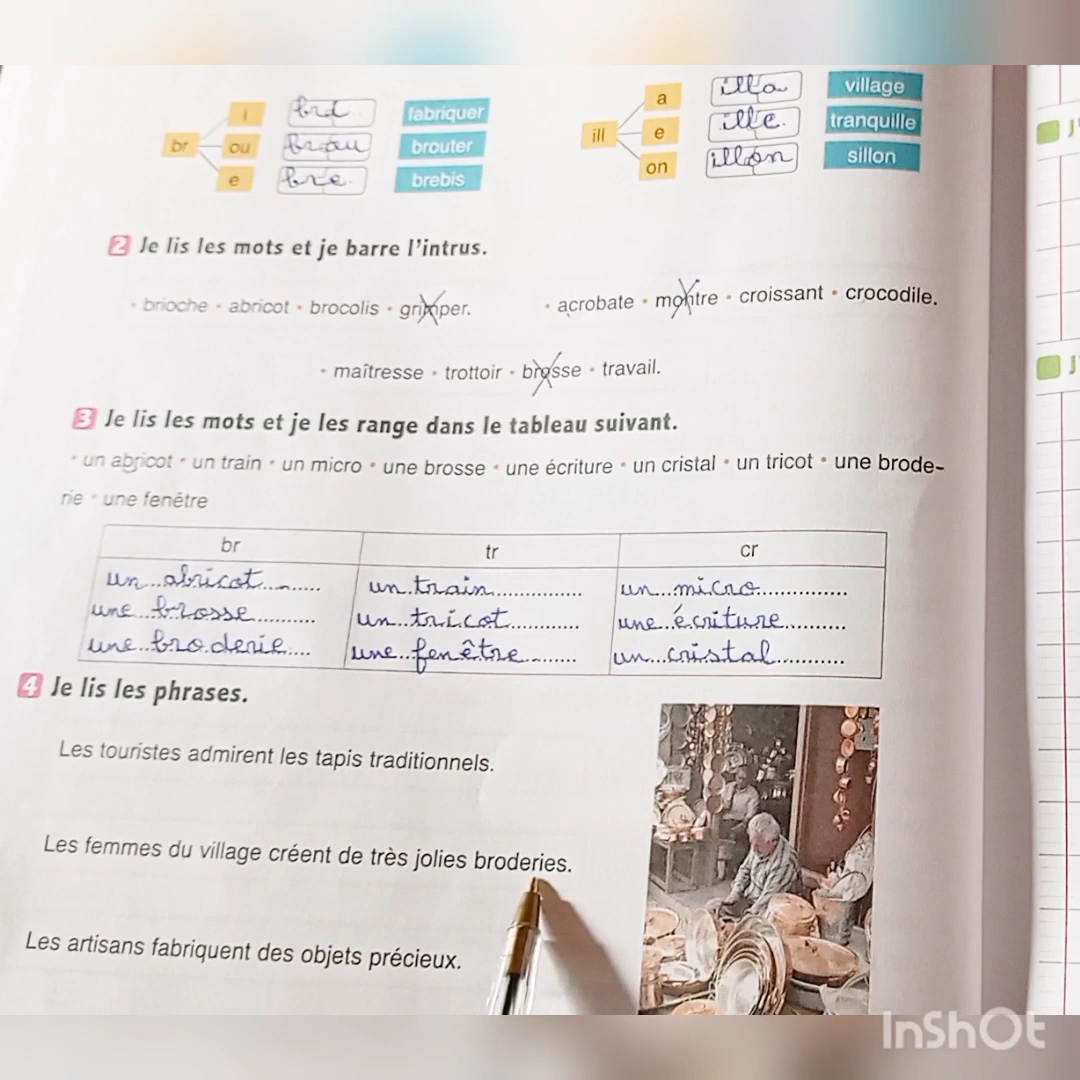 br
i
bri
fabriquer
ou
brou
brouter
e
bre
brebis
ill
a
illa
village
e
ille
tranquille
on
illon
sillon
2 Je lis les mots et je barre l'intrus.
• brioche • abricot • brocolis • grimper.
• acrobate • montre • croissant • crocodile.
• maîtresse • trottoir • brosse • travail.
3 Je lis les mots et je les range dans le tableau suivant.
• un abricot • un train • un micro • une brosse • une écriture • un cristal • un tricot • une brode-
rie • une fenêtre
br tr cr
un abricot un train un micro
une brosse un tricot une écriture
une broderie une fenêtre un cristal
4 Je lis les phrases.
Les touristes admirent les tapis traditionnels.
Les femmes du village créent de très jolies broderies.
Les artisans fabriquent des objets précieux.
InShOt